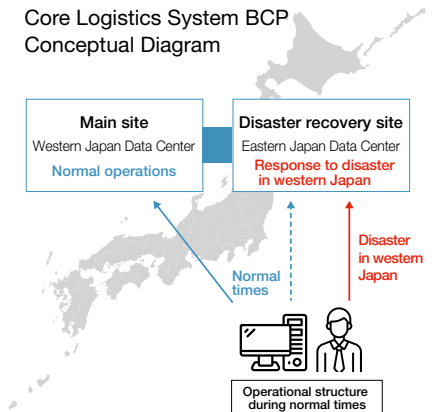 Core Logistics System BCP
Conceptual Diagram
Main site
Western Japan Data Center
Normal operations
Disaster recovery site
Eastern Japan Data Center
Response to disaster
in western Japan
Normal
times
Disaster
in western
Japan
Operational structure
during normal times